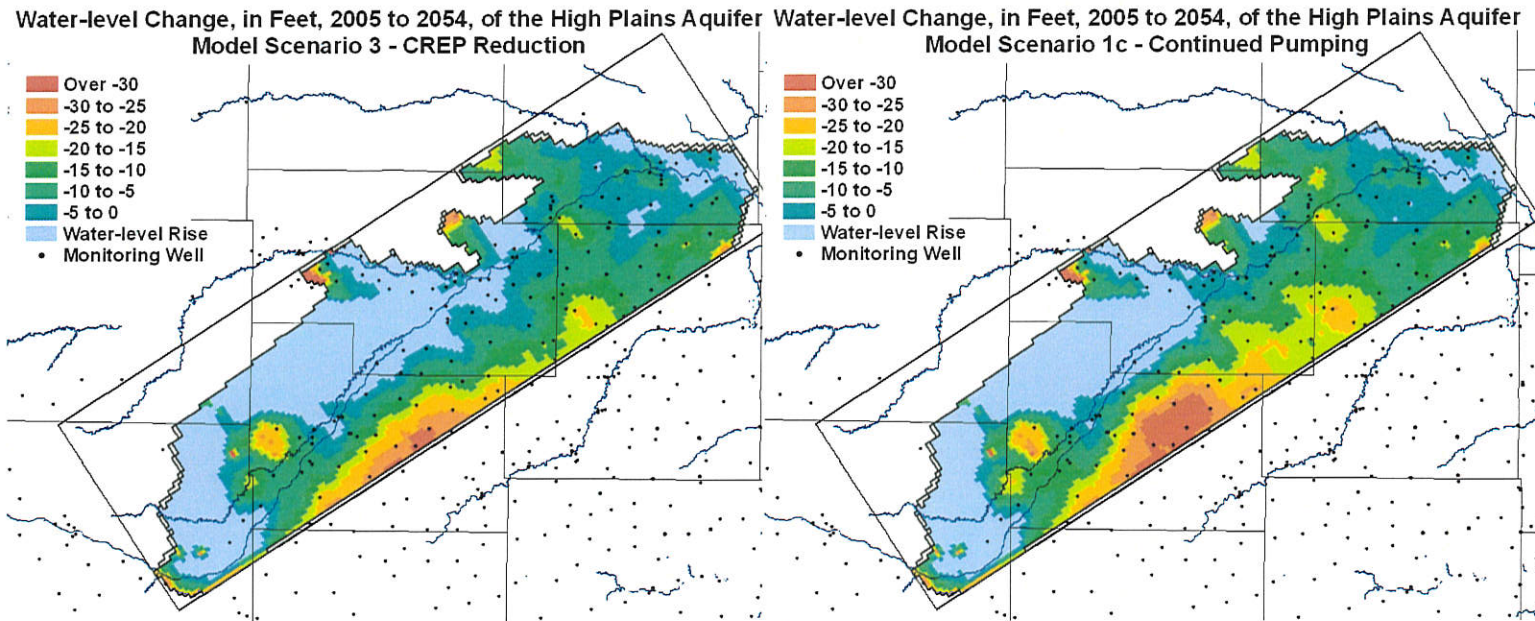 Water-level Change, in Feet, 2005 to 2054, of the High Plains Aquifer
Model Scenario 3 - CREP Reduction
Over -30
-30 to -25
-25 to -20
-20 to -15
-15 to -10
-10 to -5
-5 to 0
Water-level Rise
Monitoring Well
Water-level Change, in Feet, 2005 to 2054, of the High Plains Aquifer
Model Scenario 1c - Continued Pumping
Over -30
-30 to -25
-25 to -20
-20 to -15
-15 to -10
-10 to -5
-5 to 0
Water-level Rise
Monitoring Well